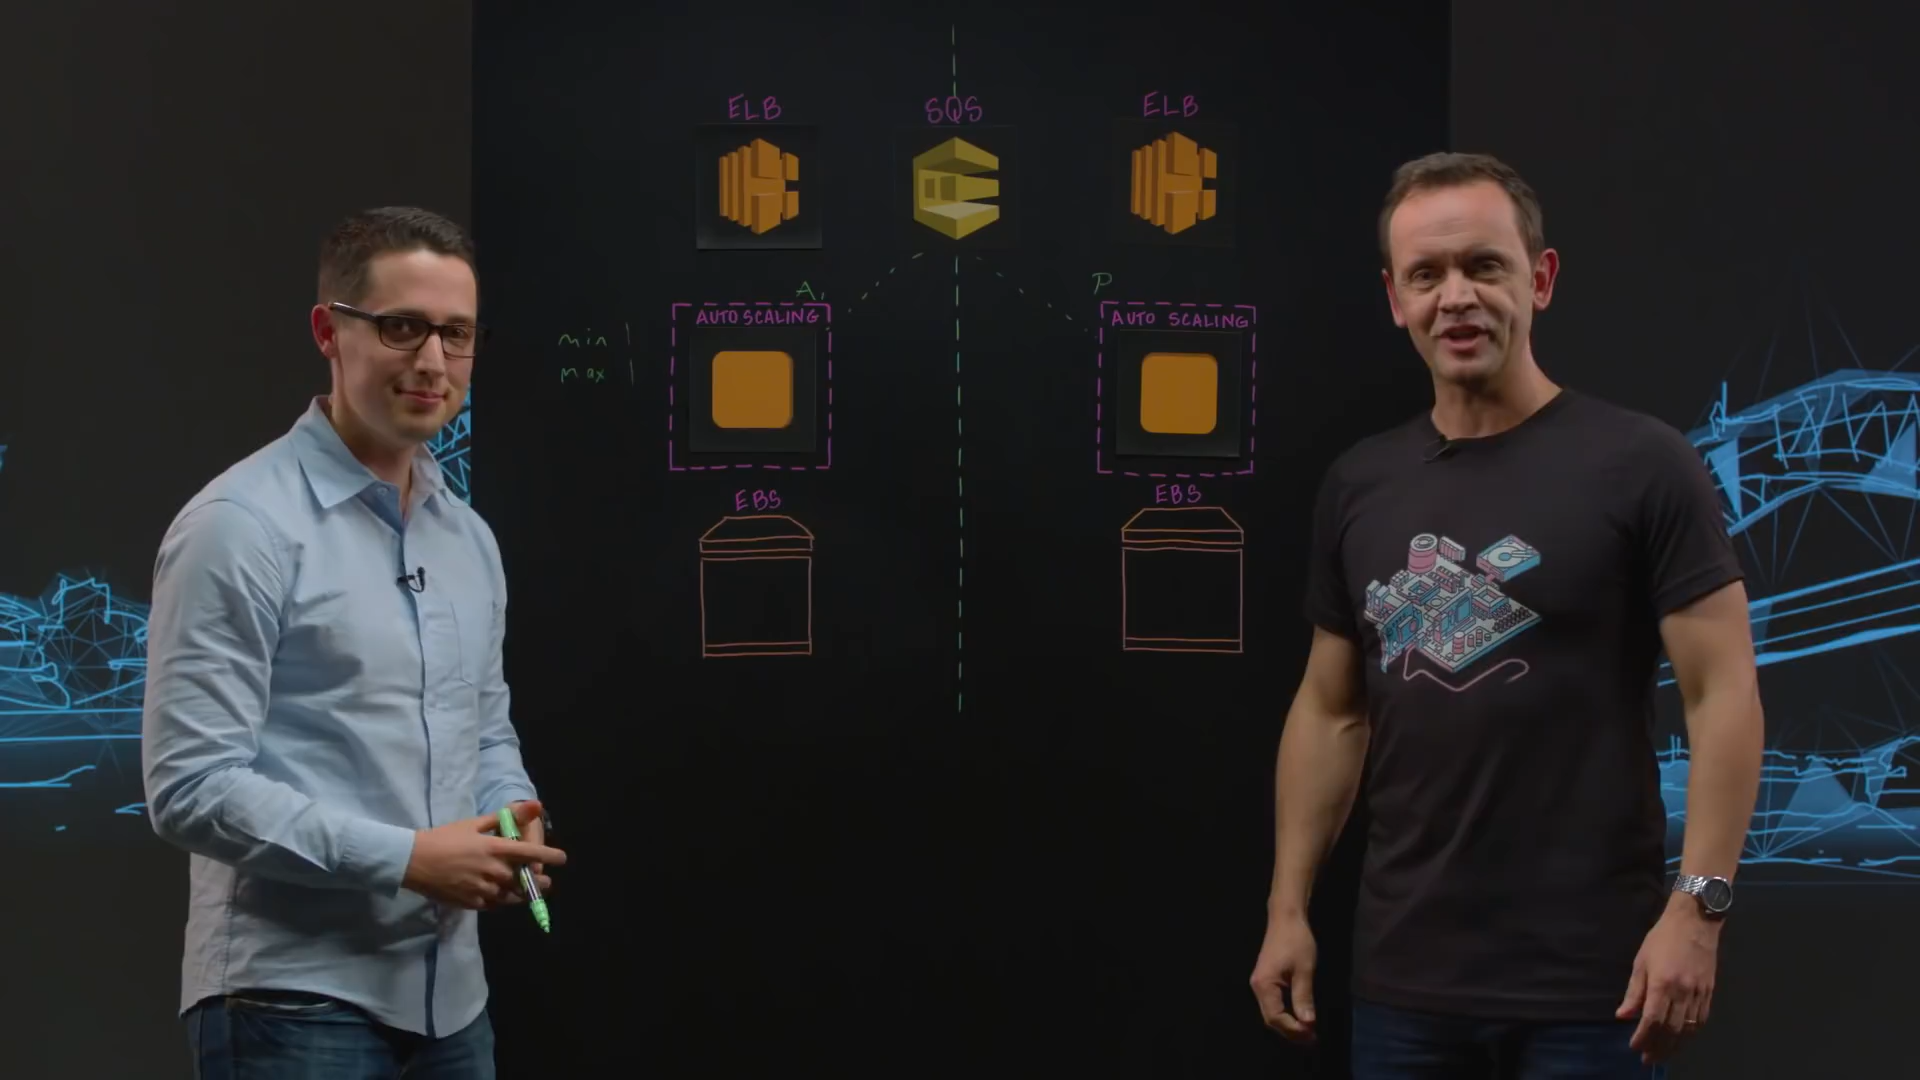 ELB
SQS
ELB
A,
P
AUTO SCALING
AUTO SCALING
min
max
EBS
EBS